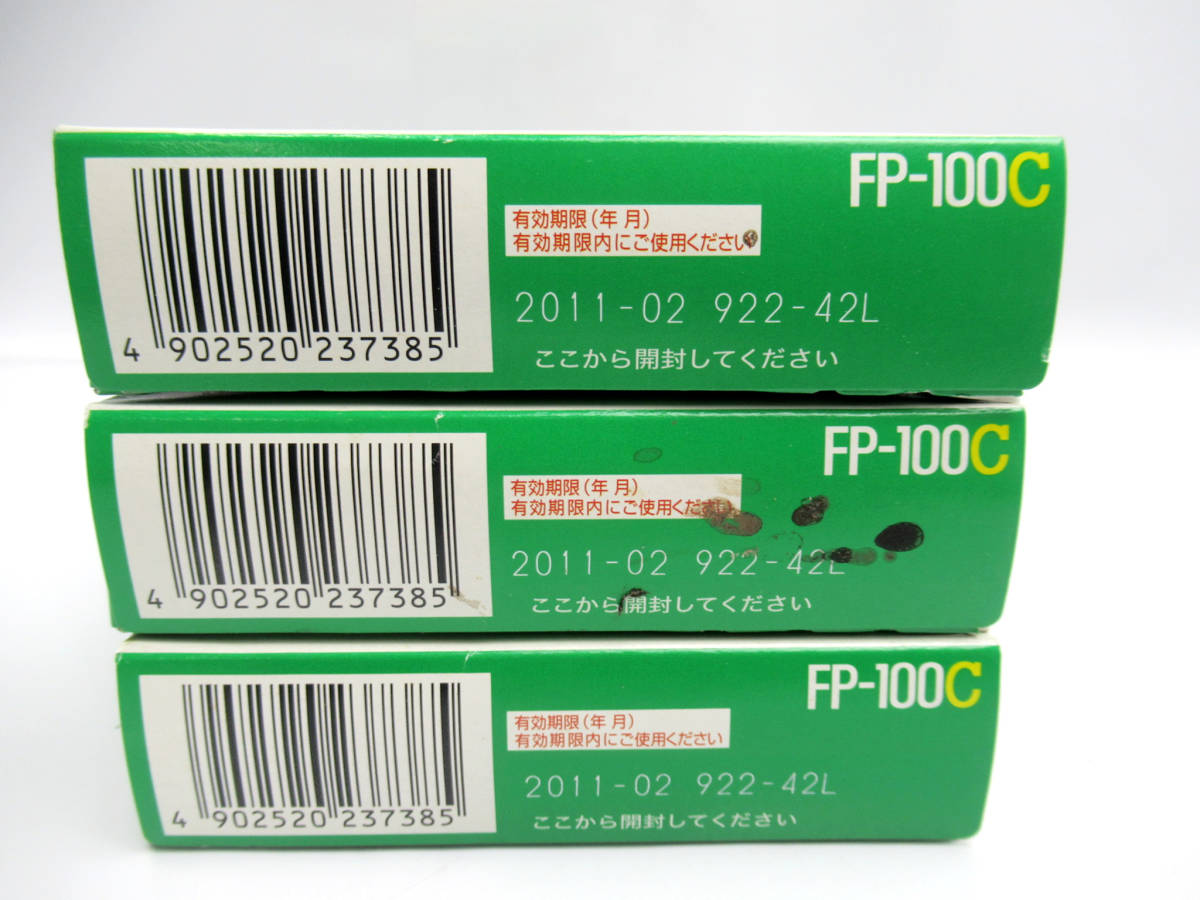 FP-100C
有効期限(年 月)
有効期限内にご使用ください
2011-02 922-42L
ここから開封してください
4 902520 237385
FP-100C
有効期限(年 月)
有効期限内にご使用ください
2011-02 922-42L
ここから開封してください
4 902520 237385
FP-100C
有効期限(年 月)
有効期限内にご使用ください
2011-02 922-42L
ここから開封してください
4 902520 237385